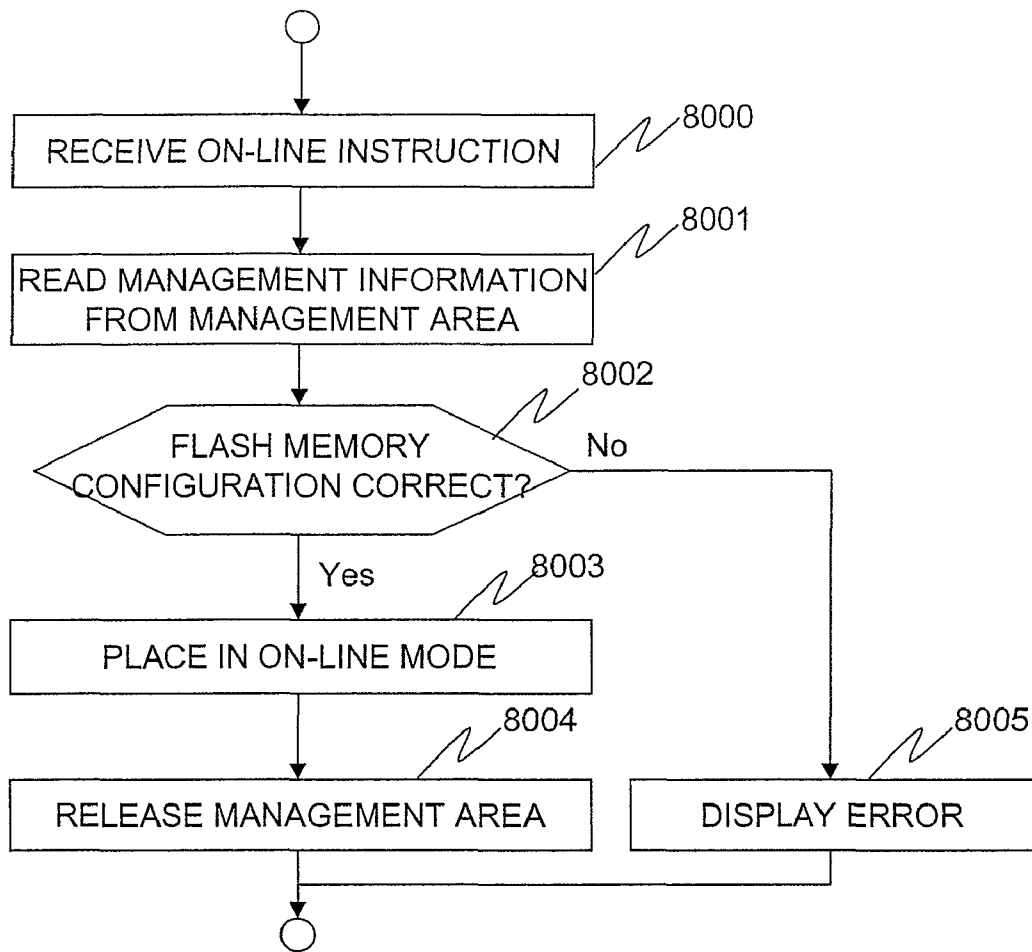 8000
RECEIVE ON-LINE INSTRUCTION
8001
READ MANAGEMENT INFORMATION
FROM MANAGEMENT AREA
8002
FLASH MEMORY
CONFIGURATION CORRECT?
No
Yes
8003
PLACE IN ON-LINE MODE
8004
RELEASE MANAGEMENT AREA
8005
DISPLAY ERROR